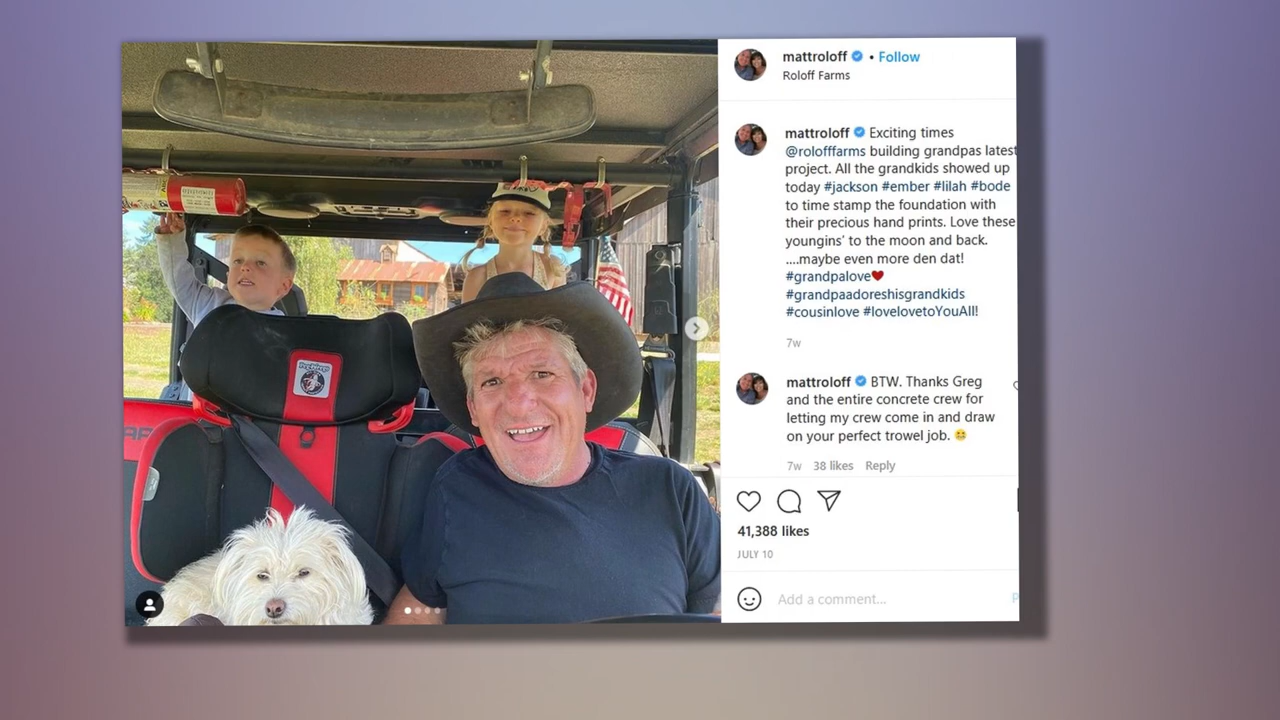 mattroloff • Follow
Roloff Farms
mattroloff Exciting times
@rolofffarms building grandpas latest
project. All the grandkids showed up
today #jackson #ember #lilah #bode
to time stamp the foundation with
their precious hand prints. Love these
youngins' to the moon and back.
....maybe even more den dat!
#grandpalove❤
#grandpaadoreshisgrandkids
#cousinlove #lovelovetoYouAll!
7w
mattroloff BTW. Thanks Greg
and the entire concrete crew for
letting my crew come in and draw
on your perfect trowel job. 😁
7w 38 likes Reply
41,388 likes
JULY 10
Add a comment...